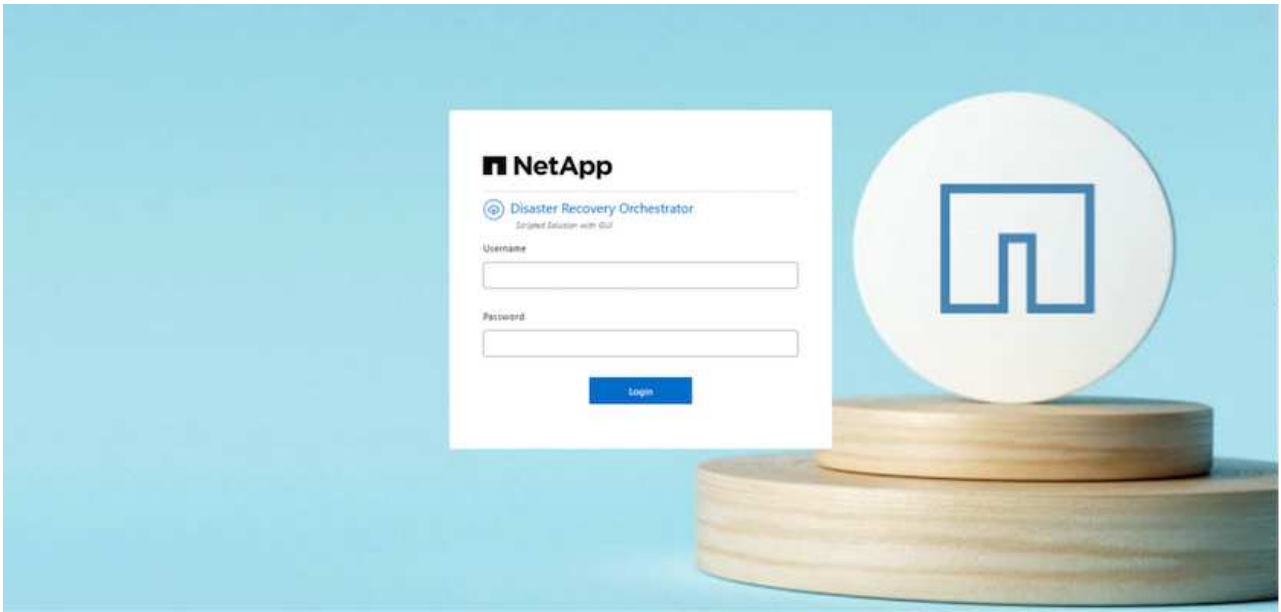 NetApp
Disaster Recovery Orchestrator
Scripted Solution with GUI
Username
Password
Login